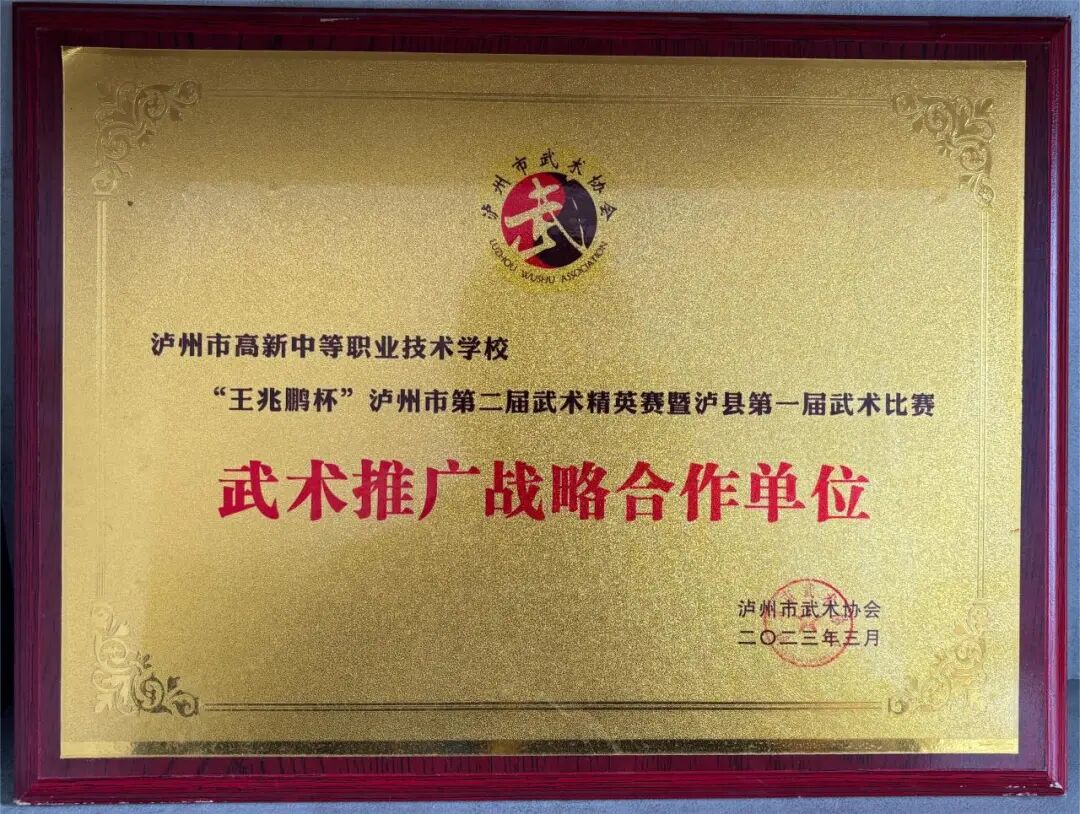 泸州市武术协会
武
LUZHOU WUSHU ASSOCIATION
泸州市高新中等职业技术学校
“王兆鹏杯”泸州市第二届武术精英赛暨泸县第一届武术比赛
武术推广战略合作单位
泸州市武术协会
二〇二三年三月